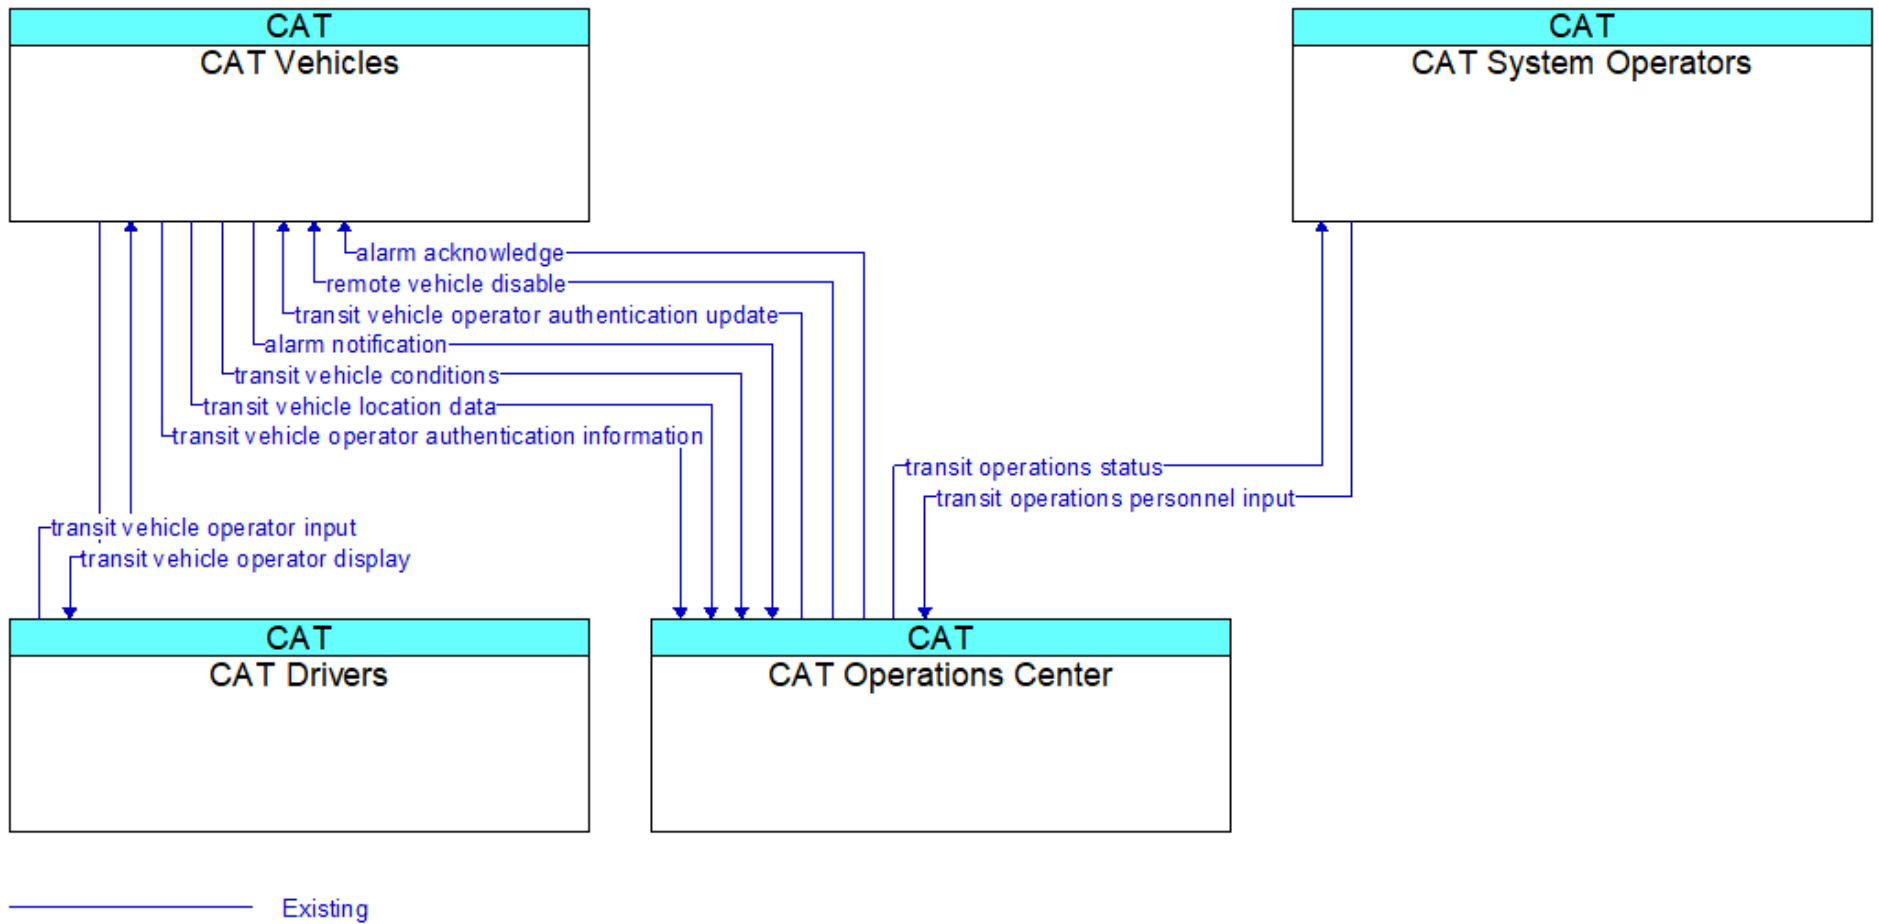 CAT
CAT Vehicles
CAT
CAT System Operators
alarm acknowledge
remote vehicle disable
transit vehicle operator authentication update
alarm notification
transit vehicle conditions
transit vehicle location data
transit vehicle operator authentication information
transit operations status
transit operations personnel input
transit vehicle operator input
transit vehicle operator display
CAT
CAT Drivers
CAT
CAT Operations Center
Existing